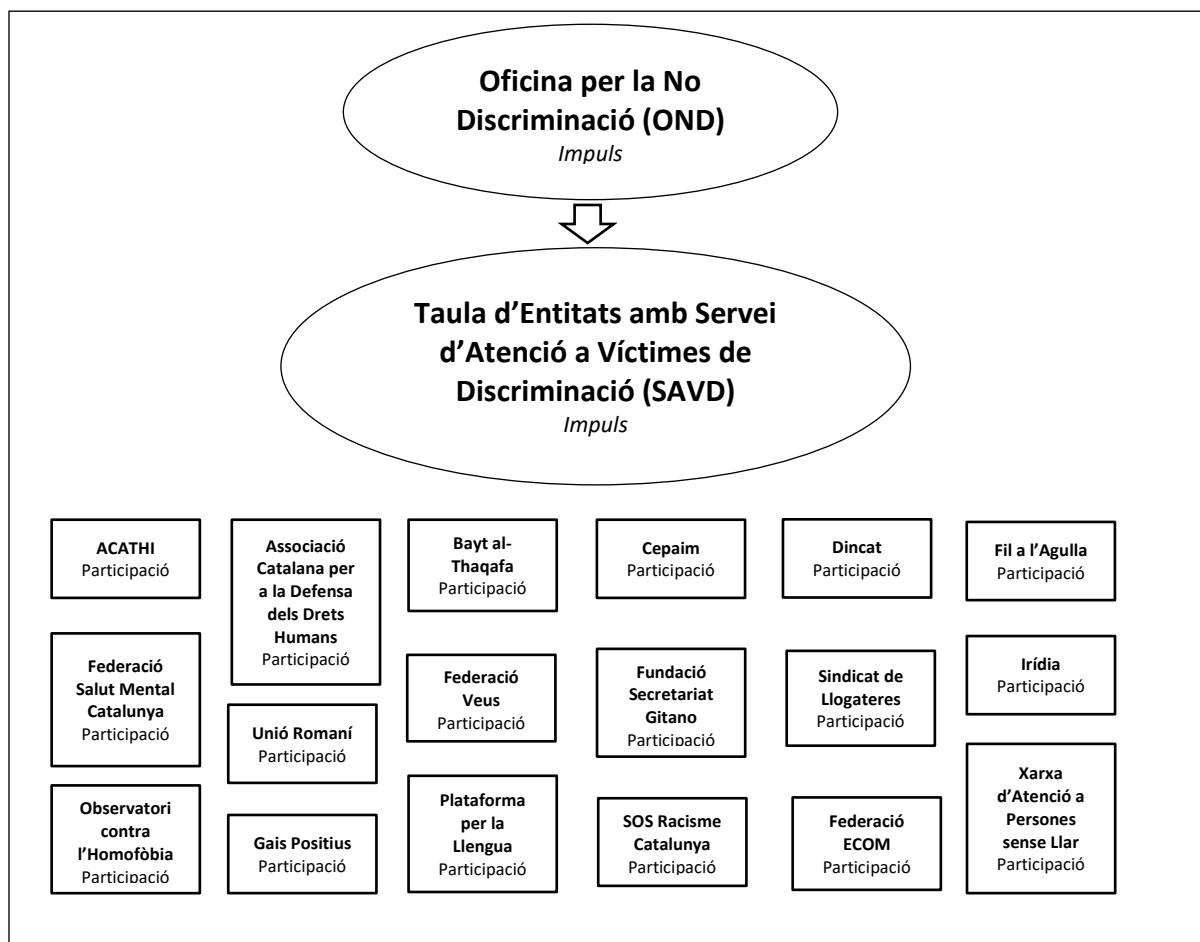 Oficina per la No
Discriminació (OND)
Impuls
Taula d’Entitats amb Servei
d’Atenció a Víctimes de
Discriminació (SAVD)
Impuls
ACATHI
Participació
Associació
Catalana per
a la Defensa
dels Drets
Humans
Participació
Bayt al-
Thaqafa
Participació
Cepaim
Participació
Dincat
Participació
Fil a l’Agulla
Participació
Federació
Salut Mental
Catalunya
Participació
Unió Romaní
Participació
Federació
Veus
Participació
Fundació
Secretariat
Gitano
Participació
Sindicat de
Llogateres
Participació
Irídia
Participació
Observatori
contra
l’Homofòbia
Participació
Gais Positius
Participació
Plataforma
per la
Llengua
Participació
SOS Racisme
Catalunya
Participació
Federació
ECOM
Participació
Xarxa
d’Atenció a
Persones
sense Llar
Participació